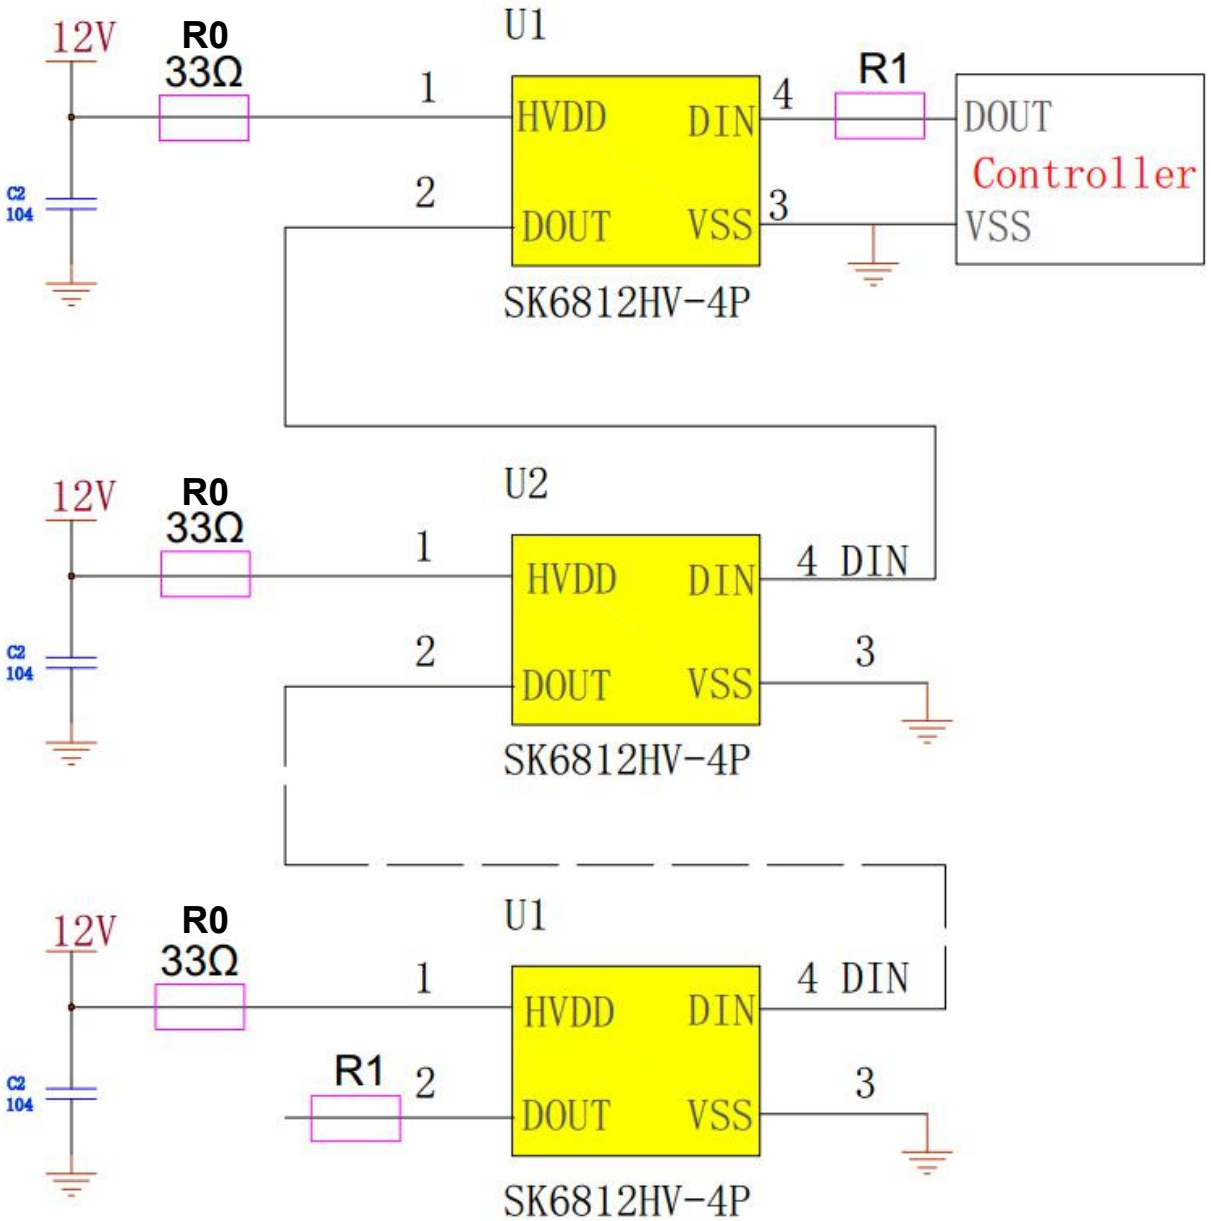 12V
R0
33Ω
C2
104
U1
1
2
HVDD
DOUT
DIN
VSS
4
3
SK6812HV-4P
R1
DOUT
Controller
VSS
12V
R0
33Ω
C2
104
U2
1
2
HVDD
DOUT
DIN
VSS
4 DIN
3
SK6812HV-4P
12V
R0
33Ω
C2
104
R1
U1
1
2
HVDD
DOUT
DIN
VSS
4 DIN
3
SK6812HV-4P